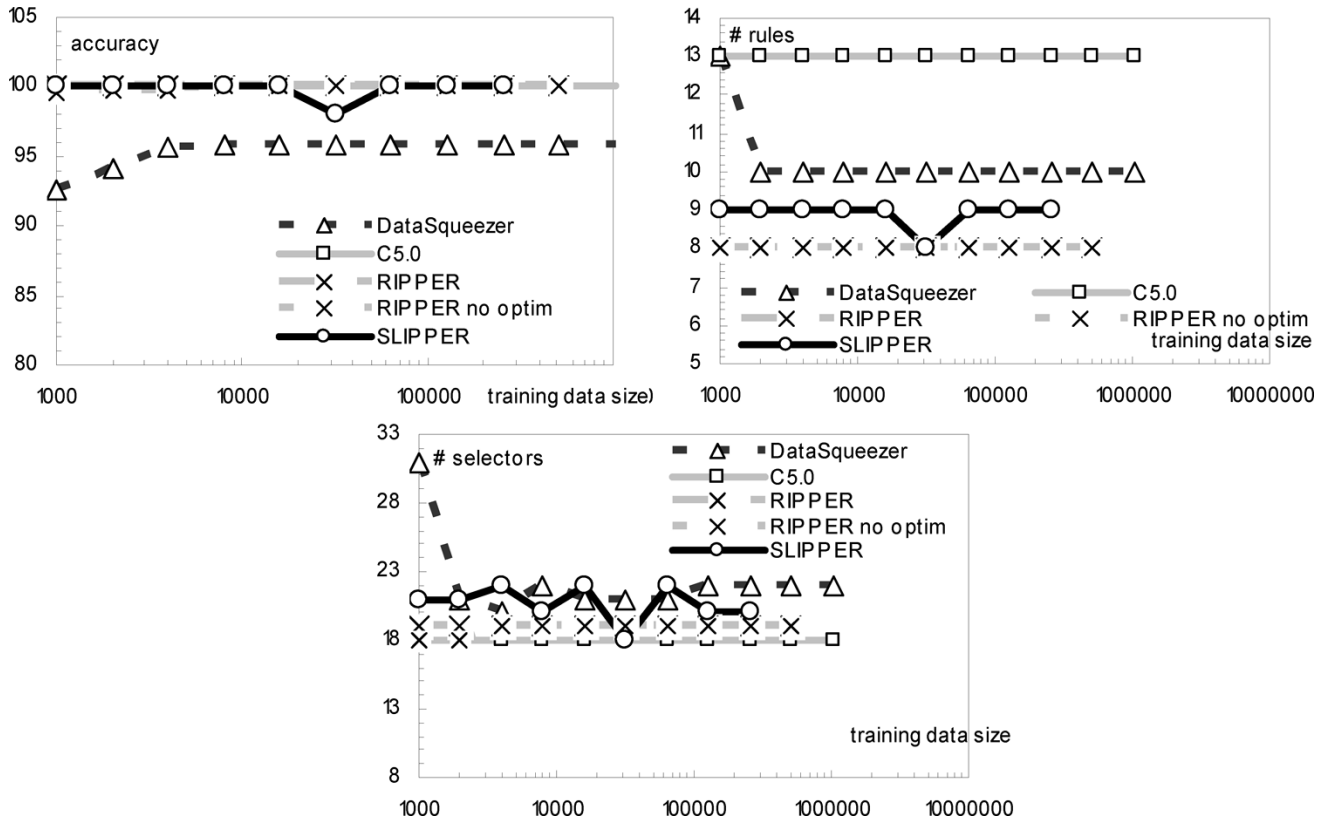 105
accuracy
100
95
90
85
80
DataSqueezer
C5.0
RIPPER
RIPPER no optim
SLIPPER
1000
10000
100000
training data size)
14
# rules
13
12
11
10
9
8
7
6
5
DataSqueezer
C5.0
RIPPER
RIPPER no optim
SLIPPER
training data size
1000
10000
100000
1000000
10000000
33
# selectors
28
23
18
13
8
DataSqueezer
C5.0
RIPPER
RIPPER no optim
SLIPPER
training data size
1000
10000
100000
1000000
10000000